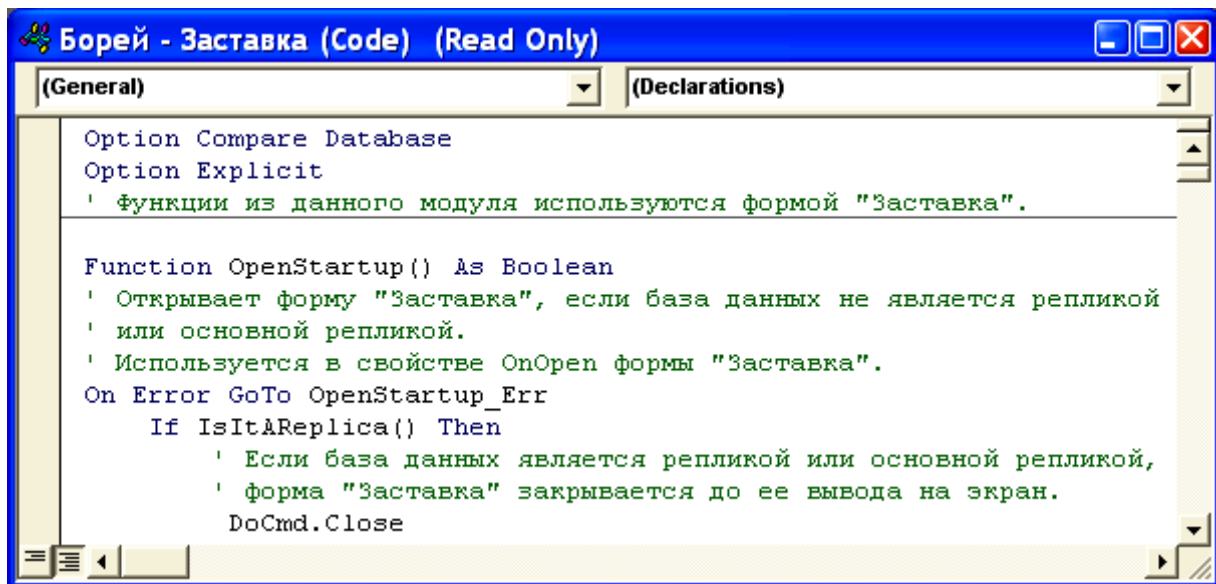 Борей - Заставка (Code) (Read Only)
(General) (Declarations)
Option Compare Database
Option Explicit
' Функции из данного модуля используются формой "Заставка".
Function OpenStartup() As Boolean
' Открывает форму "Заставка", если база данных не является репликой
' или основной репликой.
' Используется в свойстве OnOpen формы "Заставка".
On Error GoTo OpenStartup_Err
If IsItAReplica() Then
' Если база данных является репликой или основной репликой,
' форма "Заставка" закрывается до ее вывода на экран.
DoCmd.Close